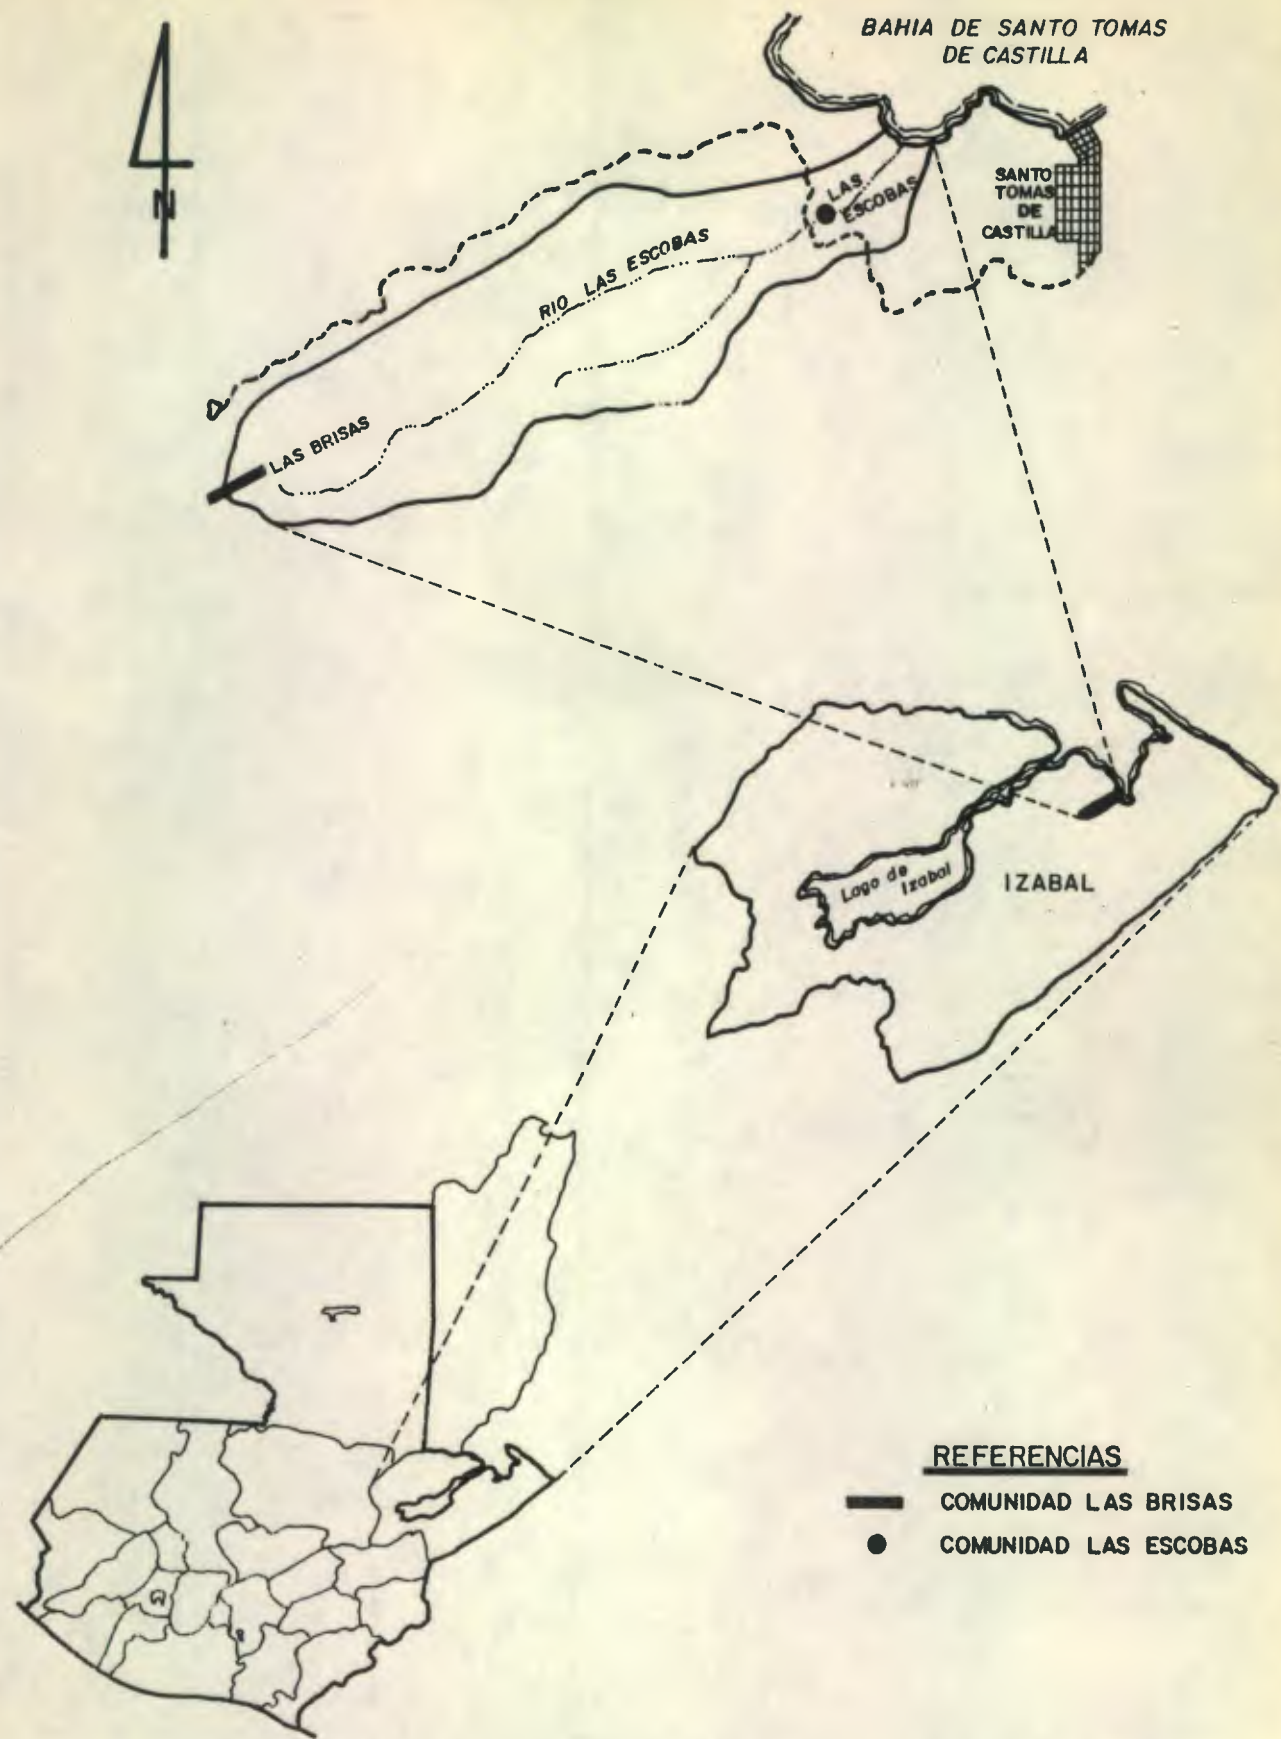 BAHIA DE SANTO TOMAS
DE CASTILLA
N
SANTO
TOMAS
DE
CASTILLA
LAS
ESCOBAS
RIO LAS ESCOBAS
LAS BRISAS
Lago de
Izabal
IZABAL
REFERENCIAS
COMUNIDAD LAS BRISAS
COMUNIDAD LAS ESCOBAS